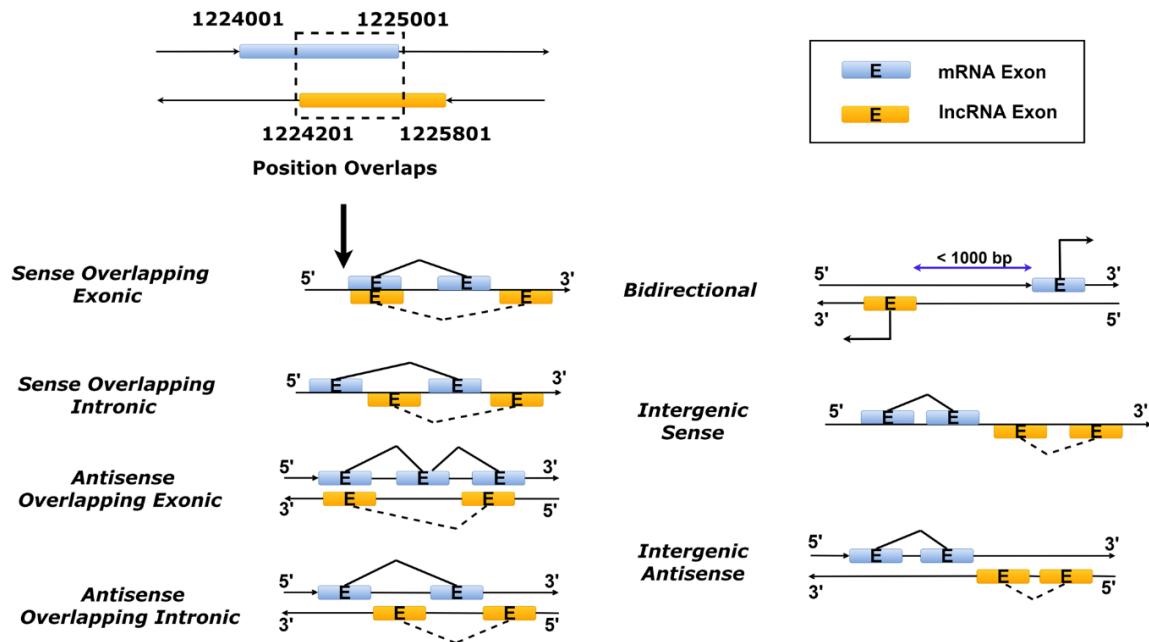 1224001 1225001
1224201 1225801
Position Overlaps
E mRNA Exon
E lncRNA Exon
Sense Overlapping
Exonic
5' E E 3'
E E
Sense Overlapping
Intronic
5' E E 3'
E E
Antisense
Overlapping Exonic
5' E E E 3'
3' E E 5'
Antisense
Overlapping Intronic
5' E E 3'
3' E E 5'
Bidirectional
< 1000 bp
5' E 3'
3' E 5'
Intergenic
Sense
5' E E 3'
E E
Intergenic
Antisense
5' E E 3'
3' E E 5'